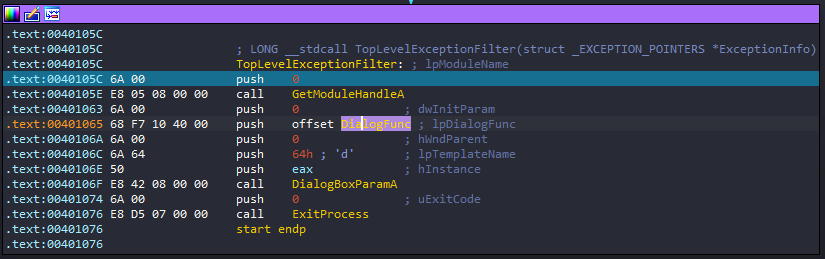 .text:0040105C
.text:0040105C ; LONG __stdcall TopLevelExceptionFilter(struct _EXCEPTION_POINTERS *ExceptionInfo)
.text:0040105C TopLevelExceptionFilter: ; lpModuleName
.text:0040105C 6A 00 push 0
.text:0040105E E8 05 08 00 00 call GetModuleHandleA
.text:00401063 6A 00 push 0 ; dwInitParam
.text:00401065 68 F7 10 40 00 push offset DialogFunc ; lpDialogFunc
.text:0040106A 6A 00 push 0 ; hWndParent
.text:0040106C 6A 64 push 64h ; 'd' ; lpTemplateName
.text:0040106E 50 push eax ; hInstance
.text:0040106F E8 42 08 00 00 call DialogBoxParamA
.text:00401074 6A 00 push 0 ; uExitCode
.text:00401076 E8 D5 07 00 00 call ExitProcess
.text:00401076 start endp
.text:00401076